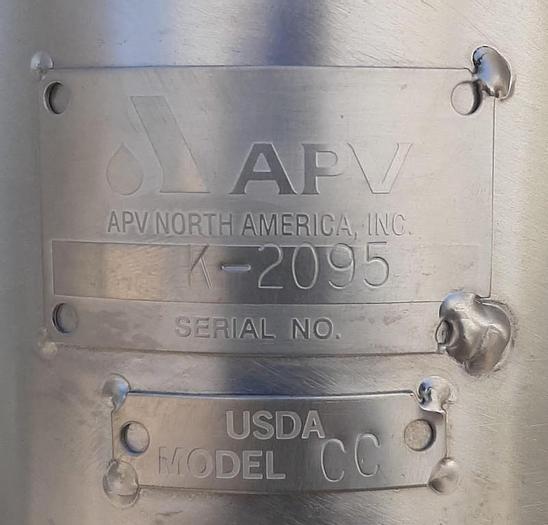 APV
APV NORTH AMERICA, INC.
K-2095
SERIAL NO.
USDA
MODEL CC